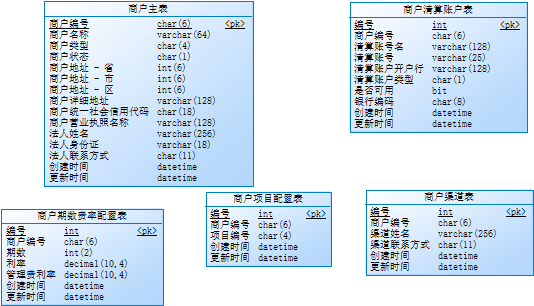 商户主表
商户编号 char(6) <pk>
商户名称 varchar(64)
商户类型 char(4)
商户状态 char(1)
商户地址 - 省 int(6)
商户地址 - 市 int(6)
商户地址 - 区 int(6)
商户详细地址 varchar(128)
商户统一社会信用代码 char(18)
商户营业执照名称 varchar(128)
法人姓名 varchar(256)
法人身份证 varchar(18)
法人联系方式 char(11)
创建时间 datetime
更新时间 datetime
商户清算账户表
编号 int <pk>
商户编号 char(6)
清算账号名 varchar(128)
清算账号 varchar(25)
清算账户开户行 varchar(128)
清算账户类型 char(1)
是否可用 bit
银行编码 char(8)
创建时间 datetime
更新时间 datetime
商户期数费率配置表
编号 int <pk>
商户编号 char(6)
期数 int(2)
利率 decimal(10,4)
管理费利率 decimal(10,4)
创建时间 datetime
更新时间 datetime
商户项目配置表
编号 int <pk>
商户编号 char(6)
项目编号 char(4)
创建时间 datetime
更新时间 datetime
商户渠道表
编号 int <pk>
商户编号 char(6)
渠道姓名 varchar(256)
渠道联系方式 char(11)
创建时间 datetime
更新时间 datetime